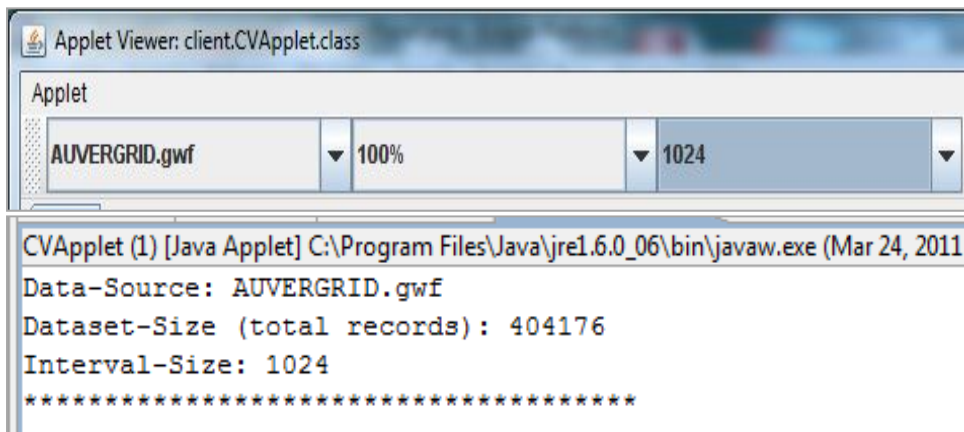 Applet Viewer: client.CVApplet.class
Applet
AUVERGRID.gwf 100% 1024
CVApplet (1) [Java Applet] C:\Program Files\Java\jre1.6.0_06\bin\javaw.exe (Mar 24, 2011
Data-Source: AUVERGRID.gwf
Dataset-Size (total records): 404176
Interval-Size: 1024
**************************************